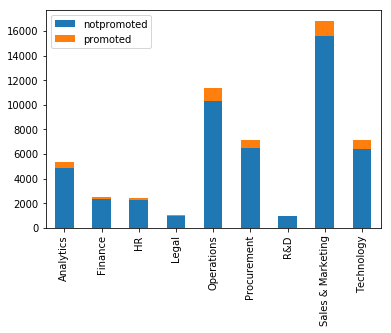 notpromoted
promoted
16000
14000
12000
10000
8000
6000
4000
2000
0
Analytics
Finance
HR
Legal
Operations
Procurement
R&D
Sales & Marketing
Technology